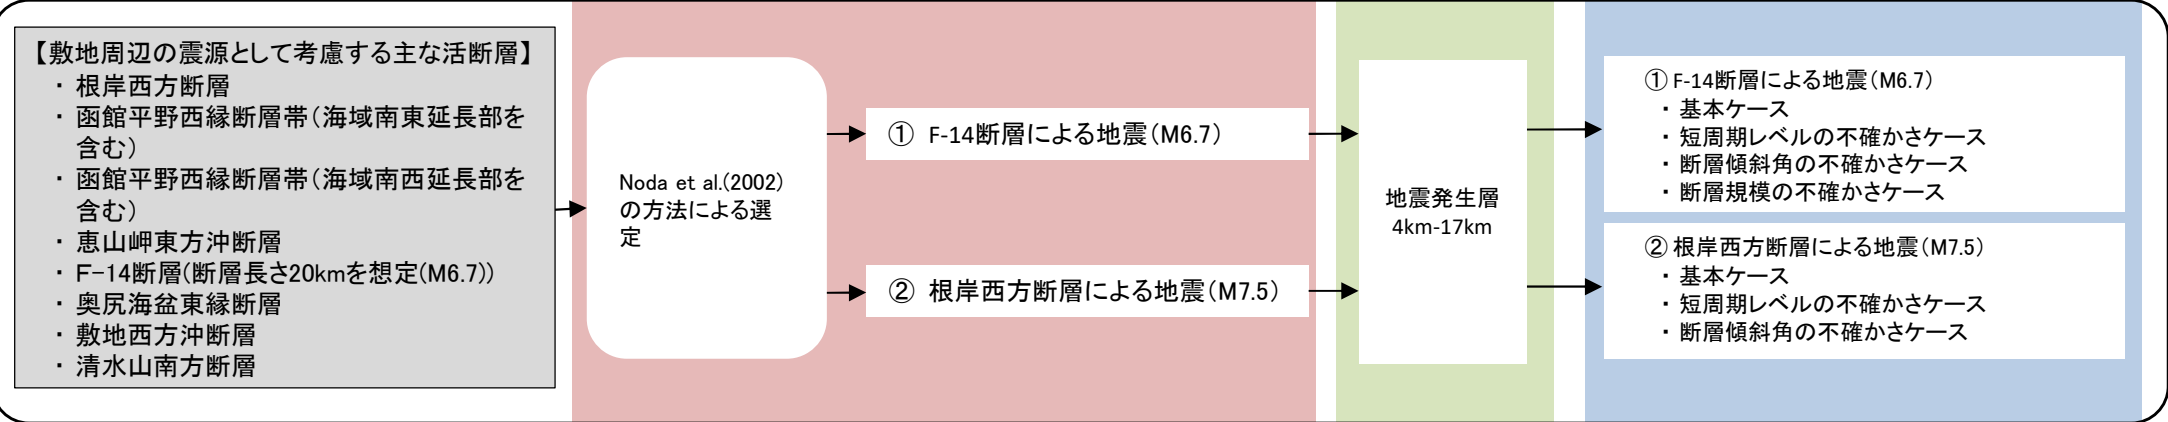 【敷地周辺の震源として考慮する主な活断層】
・ 根岸西方断層
・ 函館平野西縁断層帯（海域南東延長部を
含む）
・ 函館平野西縁断層帯（海域南西延長部を
含む）
・ 恵山岬東方沖断層
・ F−14断層(断層長さ20kmを想定(M6.7))
・ 奥尻海盆東縁断層
・ 敷地西方沖断層
・ 清水山南方断層
Noda et al.(2002)
の方法による選
定
① F-14断層による地震（M6.7）
② 根岸西方断層による地震（M7.5）
地震発生層
4km-17km
① F-14断層による地震（M6.7）
・ 基本ケース
・ 短周期レベルの不確かさケース
・ 断層傾斜角の不確かさケース
・ 断層規模の不確かさケース
② 根岸西方断層による地震（M7.5）
・ 基本ケース
・ 短周期レベルの不確かさケース
・ 断層傾斜角の不確かさケース